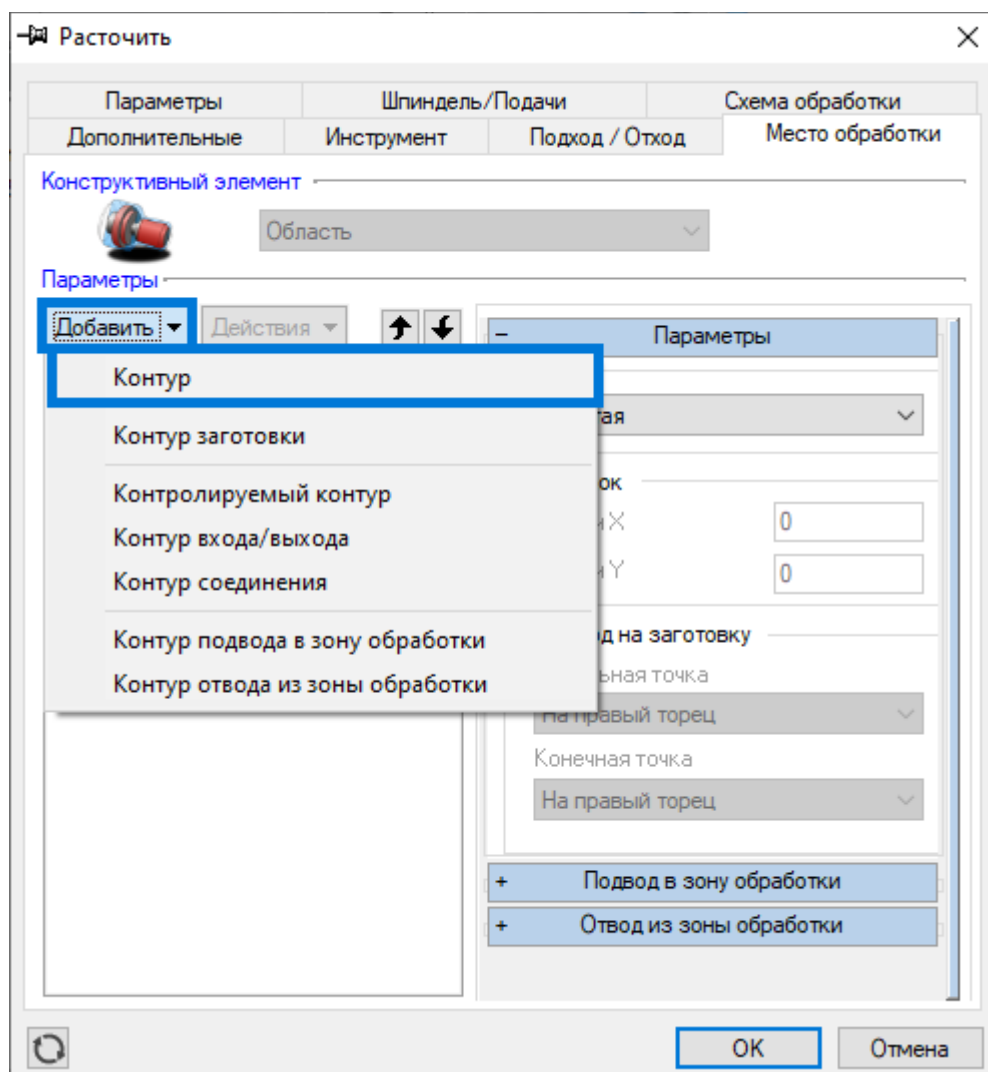 Расточить
Параметры Шпиндель/Подачи Схема обработки
Дополнительные Инструмент Подход / Отход Место обработки
Конструктивный элемент
Область
Параметры
Добавить Действия
− Параметры
Контур
Контур заготовки
Контролируемый контур
X 0
Контур входа/выхода
Y 0
Контур соединения
Контур подвода в зону обработки
на заготовку
Контур отвода из зоны обработки
точка
На правый торец
Конечная точка
На правый торец
+ Подвод в зону обработки
+ Отвод из зоны обработки
OK Отмена